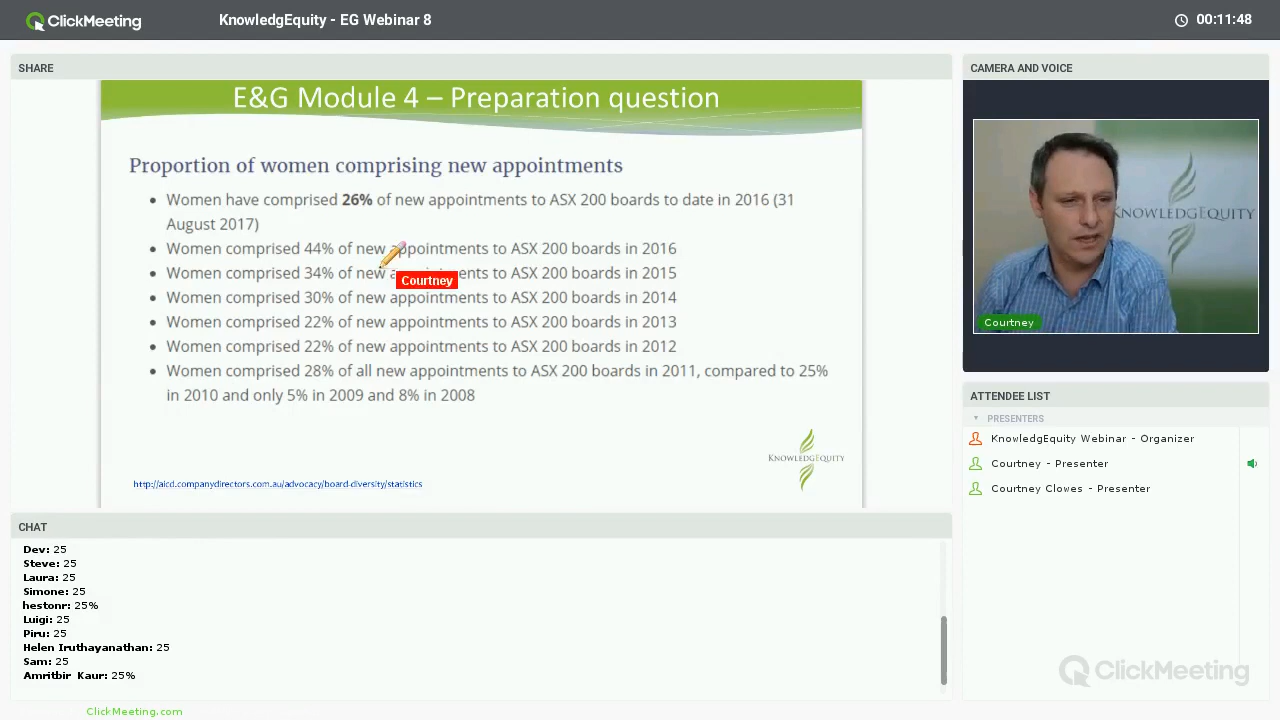 ClickMeeting
KnowledgEquity - EG Webinar 8
00:11:48
SHARE
E&G Module 4 – Preparation question
Proportion of women comprising new appointments
• Women have comprised 26% of new appointments to ASX 200 boards to date in 2016 (31
August 2017)
• Women comprised 44% of new appointments to ASX 200 boards in 2016
• Women comprised 34% of new appointments to ASX 200 boards in 2015
Courtney
• Women comprised 30% of new appointments to ASX 200 boards in 2014
• Women comprised 22% of new appointments to ASX 200 boards in 2013
• Women comprised 22% of new appointments to ASX 200 boards in 2012
• Women comprised 28% of all new appointments to ASX 200 boards in 2011, compared to 25%
in 2010 and only 5% in 2009 and 8% in 2008
KNOWLEDGEQUITY
http://aicd.companydirectors.com.au/advocacy/board-diversity/statistics
CAMERA AND VOICE
KNOWLEDGEQUITY
Courtney
ATTENDEE LIST
PRESENTERS
KnowledgEquity Webinar - Organizer
Courtney - Presenter
Courtney Clowes - Presenter
CHAT
Dev: 25
Steve: 25
Laura: 25
Simone: 25
hestonr: 25%
Luigi: 25
Piru: 25
Helen Iruthayanathan: 25
Sam: 25
Amritbir Kaur: 25%
ClickMeeting
ClickMeeting.com